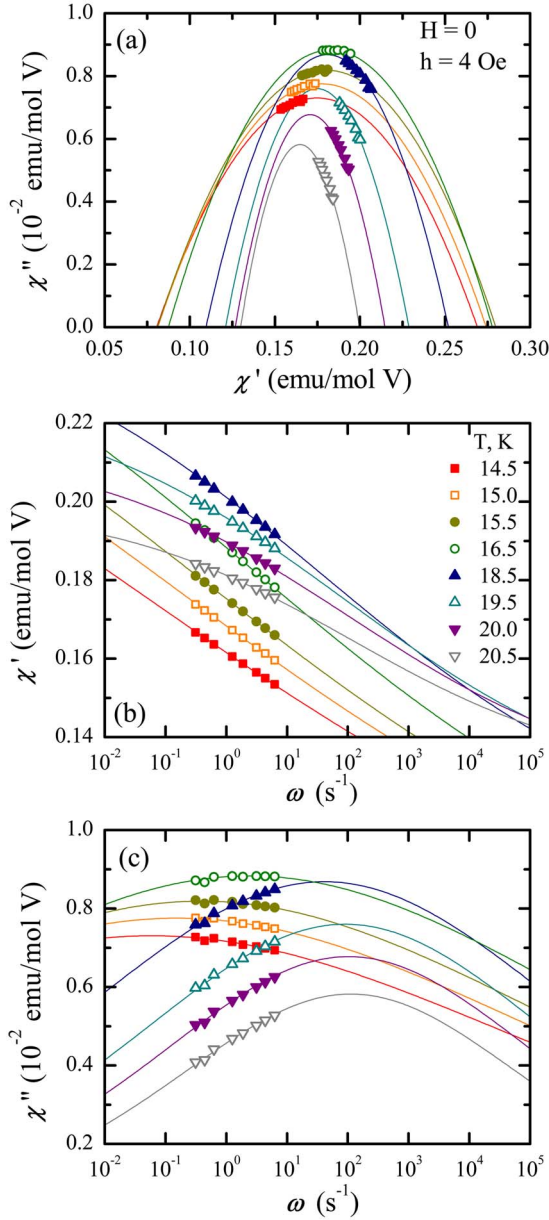 (a)
H = 0
h = 4 Oe
1.0
0.8
0.6
0.4
0.2
0.0
χ'' (10⁻² emu/mol V)
0.05 0.10 0.15 0.20 0.25 0.30
χ' (emu/mol V)
0.22
0.20
0.18
0.16
0.14
χ' (emu/mol V)
T, K
14.5
15.0
15.5
16.5
18.5
19.5
20.0
20.5
(b)
10⁻² 10⁻¹ 10⁰ 10¹ 10² 10³ 10⁴ 10⁵
ω (s⁻¹)
(c)
1.0
0.8
0.6
0.4
0.2
χ'' (10⁻² emu/mol V)
10⁻² 10⁻¹ 10⁰ 10¹ 10² 10³ 10⁴ 10⁵
ω (s⁻¹)